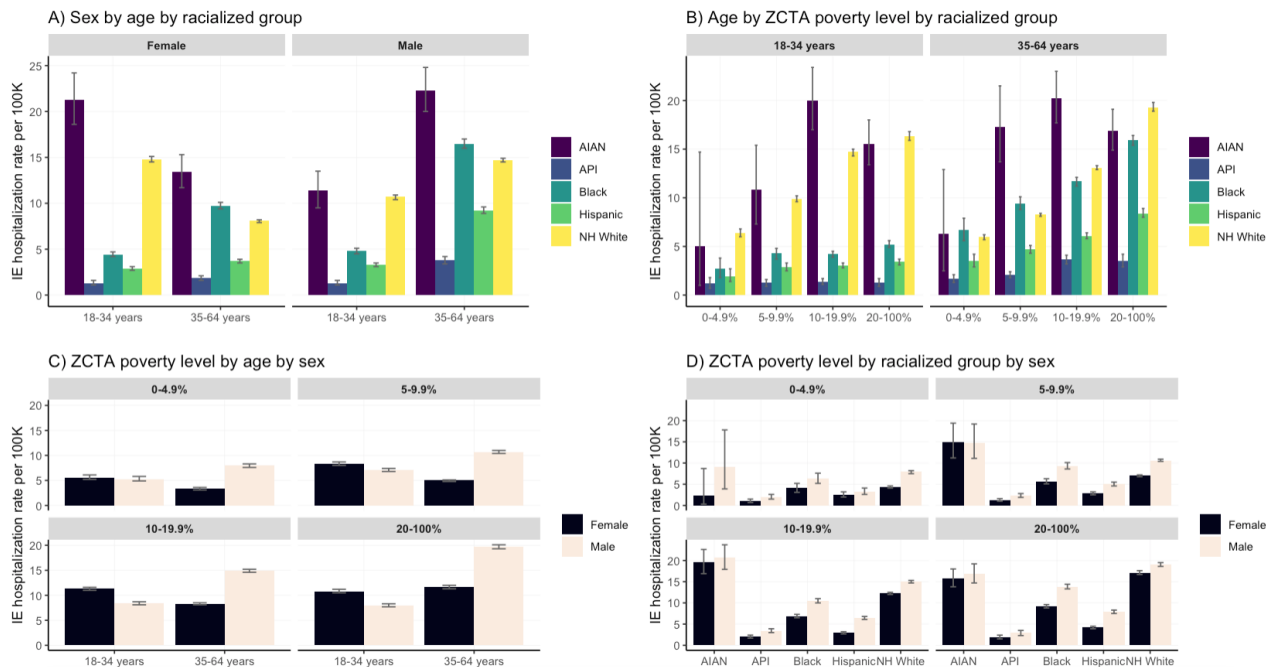 A) Sex by age by racialized group
Female
Male
IE hospitalization rate per 100K
25
20
15
10
5
0
18-34 years
35-64 years
18-34 years
35-64 years
AIAN
API
Black
Hispanic
NH White
B) Age by ZCTA poverty level by racialized group
18-34 years
35-64 years
IE hospitalization rate per 100K
20
15
10
5
0
0-4.9%
5-9.9%
10-19.9%
20-100%
0-4.9%
5-9.9%
10-19.9%
20-100%
AIAN
API
Black
Hispanic
NH White
C) ZCTA poverty level by age by sex
0-4.9%
5-9.9%
IE hospitalization rate per 100K
20
15
10
5
0
10-19.9%
20-100%
20
15
10
5
0
18-34 years
35-64 years
18-34 years
35-64 years
Female
Male
D) ZCTA poverty level by racialized group by sex
0-4.9%
5-9.9%
IE hospitalization rate per 100K
20
15
10
5
0
10-19.9%
20-100%
20
15
10
5
0
AIAN
API
Black
Hispanic
NH White
AIAN
API
Black
Hispanic
NH White
Female
Male